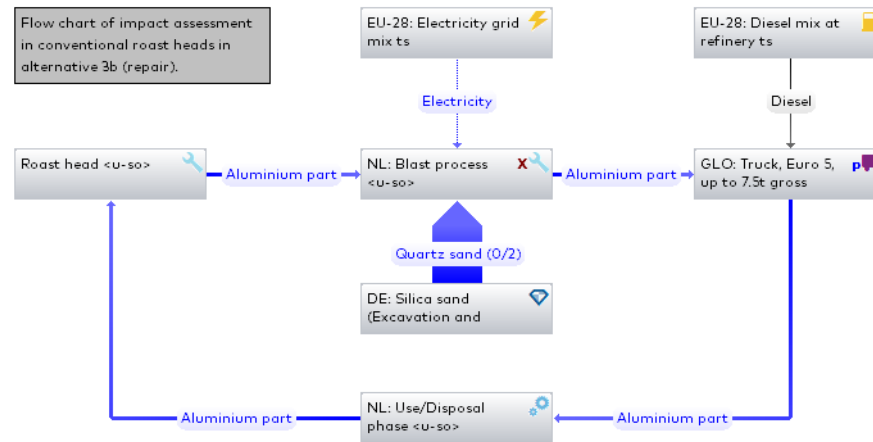 Flow chart of impact assessment
in conventional roast heads in
alternative 3b (repair).
EU-28: Electricity grid
mix ts
EU-28: Diesel mix at
refinery ts
Electricity
Diesel
Roast head <u-so>
Aluminium part
NL: Blast process
<u-so>
X
Aluminium part
GLO: Truck, Euro 5,
up to 7.5t gross
p
Quartz sand (0/2)
DE: Silica sand
(Excavation and
Aluminium part
NL: Use/Disposal
phase <u-so>
Aluminium part